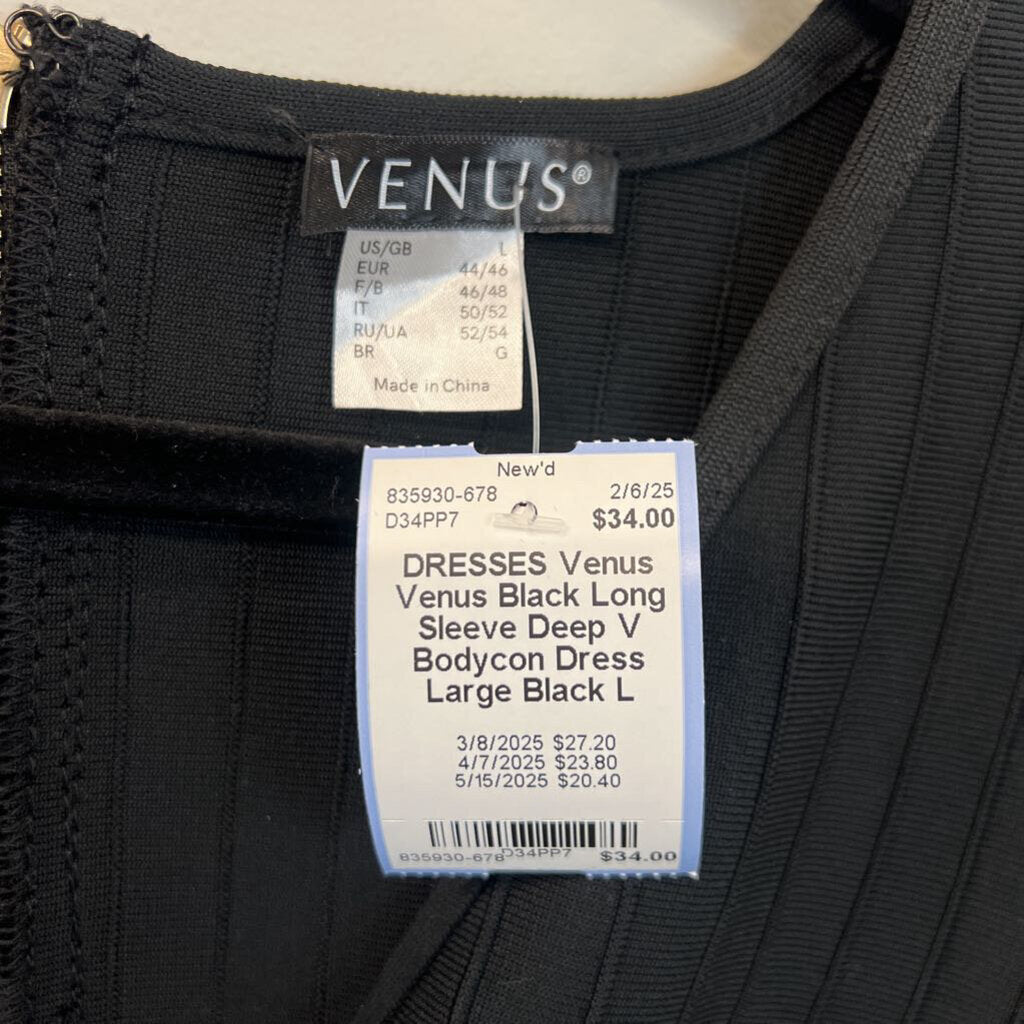 VENUS®
US/GB L
EUR 44/46
F/B 46/48
IT 50/52
RU/UA 52/54
BR G
Made in China
New'd
835930-678 2/6/25
D34PP7 $34.00
DRESSES Venus
Venus Black Long
Sleeve Deep V
Bodycon Dress
Large Black L
3/8/2025 $27.20
4/7/2025 $23.80
5/15/2025 $20.40
835930-678 D34PP7 $34.00